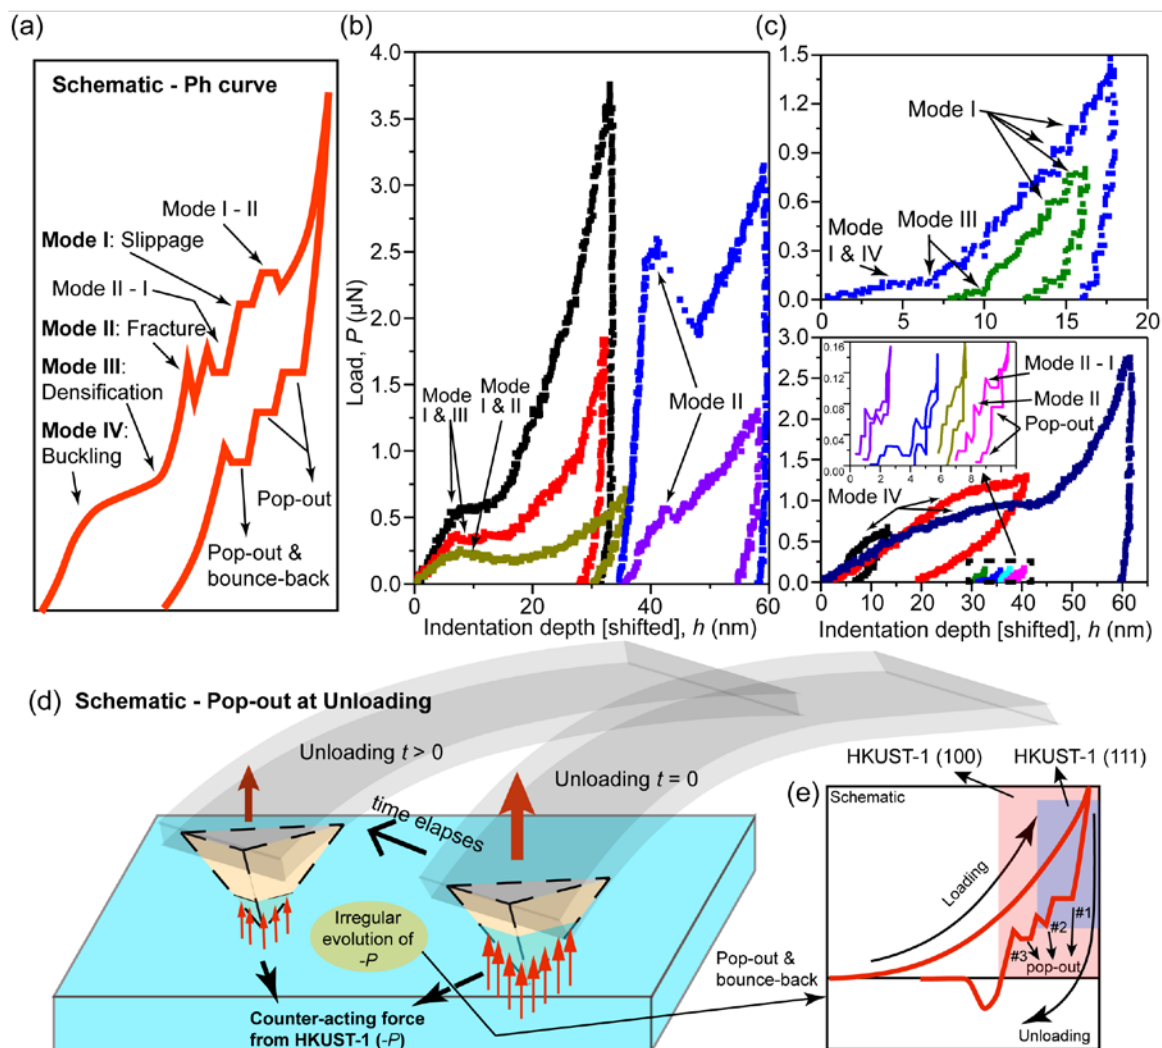 (a)
Schematic - Ph curve
Mode I - II
Mode I: Slippage
Mode II - I
Mode II: Fracture
Mode III:
Densification
Mode IV:
Buckling
Pop-out
Pop-out &
bounce-back
(b)
4.0
3.5
3.0
2.5
2.0
1.5
1.0
0.5
0.0
Load, P (µN)
Mode
I & III
Mode
I & II
Mode II
0
20
40
60
Indentation depth [shifted], h (nm)
(c)
1.5
1.2
0.9
0.6
0.3
0.0
Mode I
Mode III
Mode
I & IV
0
5
10
15
20
3.0
2.5
2.0
1.5
1.0
0.5
0.0
0.16
0.12
0.08
0.04
0.00
0 2 4 6 8
Mode II - I
Mode II
Pop-out
Mode IV
0 10 20 30 40 50 60
Indentation depth [shifted], h (nm)
(d) Schematic - Pop-out at Unloading
Unloading t > 0
Unloading t = 0
time elapses
Irregular
evolution of
-P
Counter-acting force
from HKUST-1 (-P)
Pop-out &
bounce-back
HKUST-1 (100)
HKUST-1 (111)
(e)
Schematic
Loading
#1
#2
#3
pop-out
Unloading